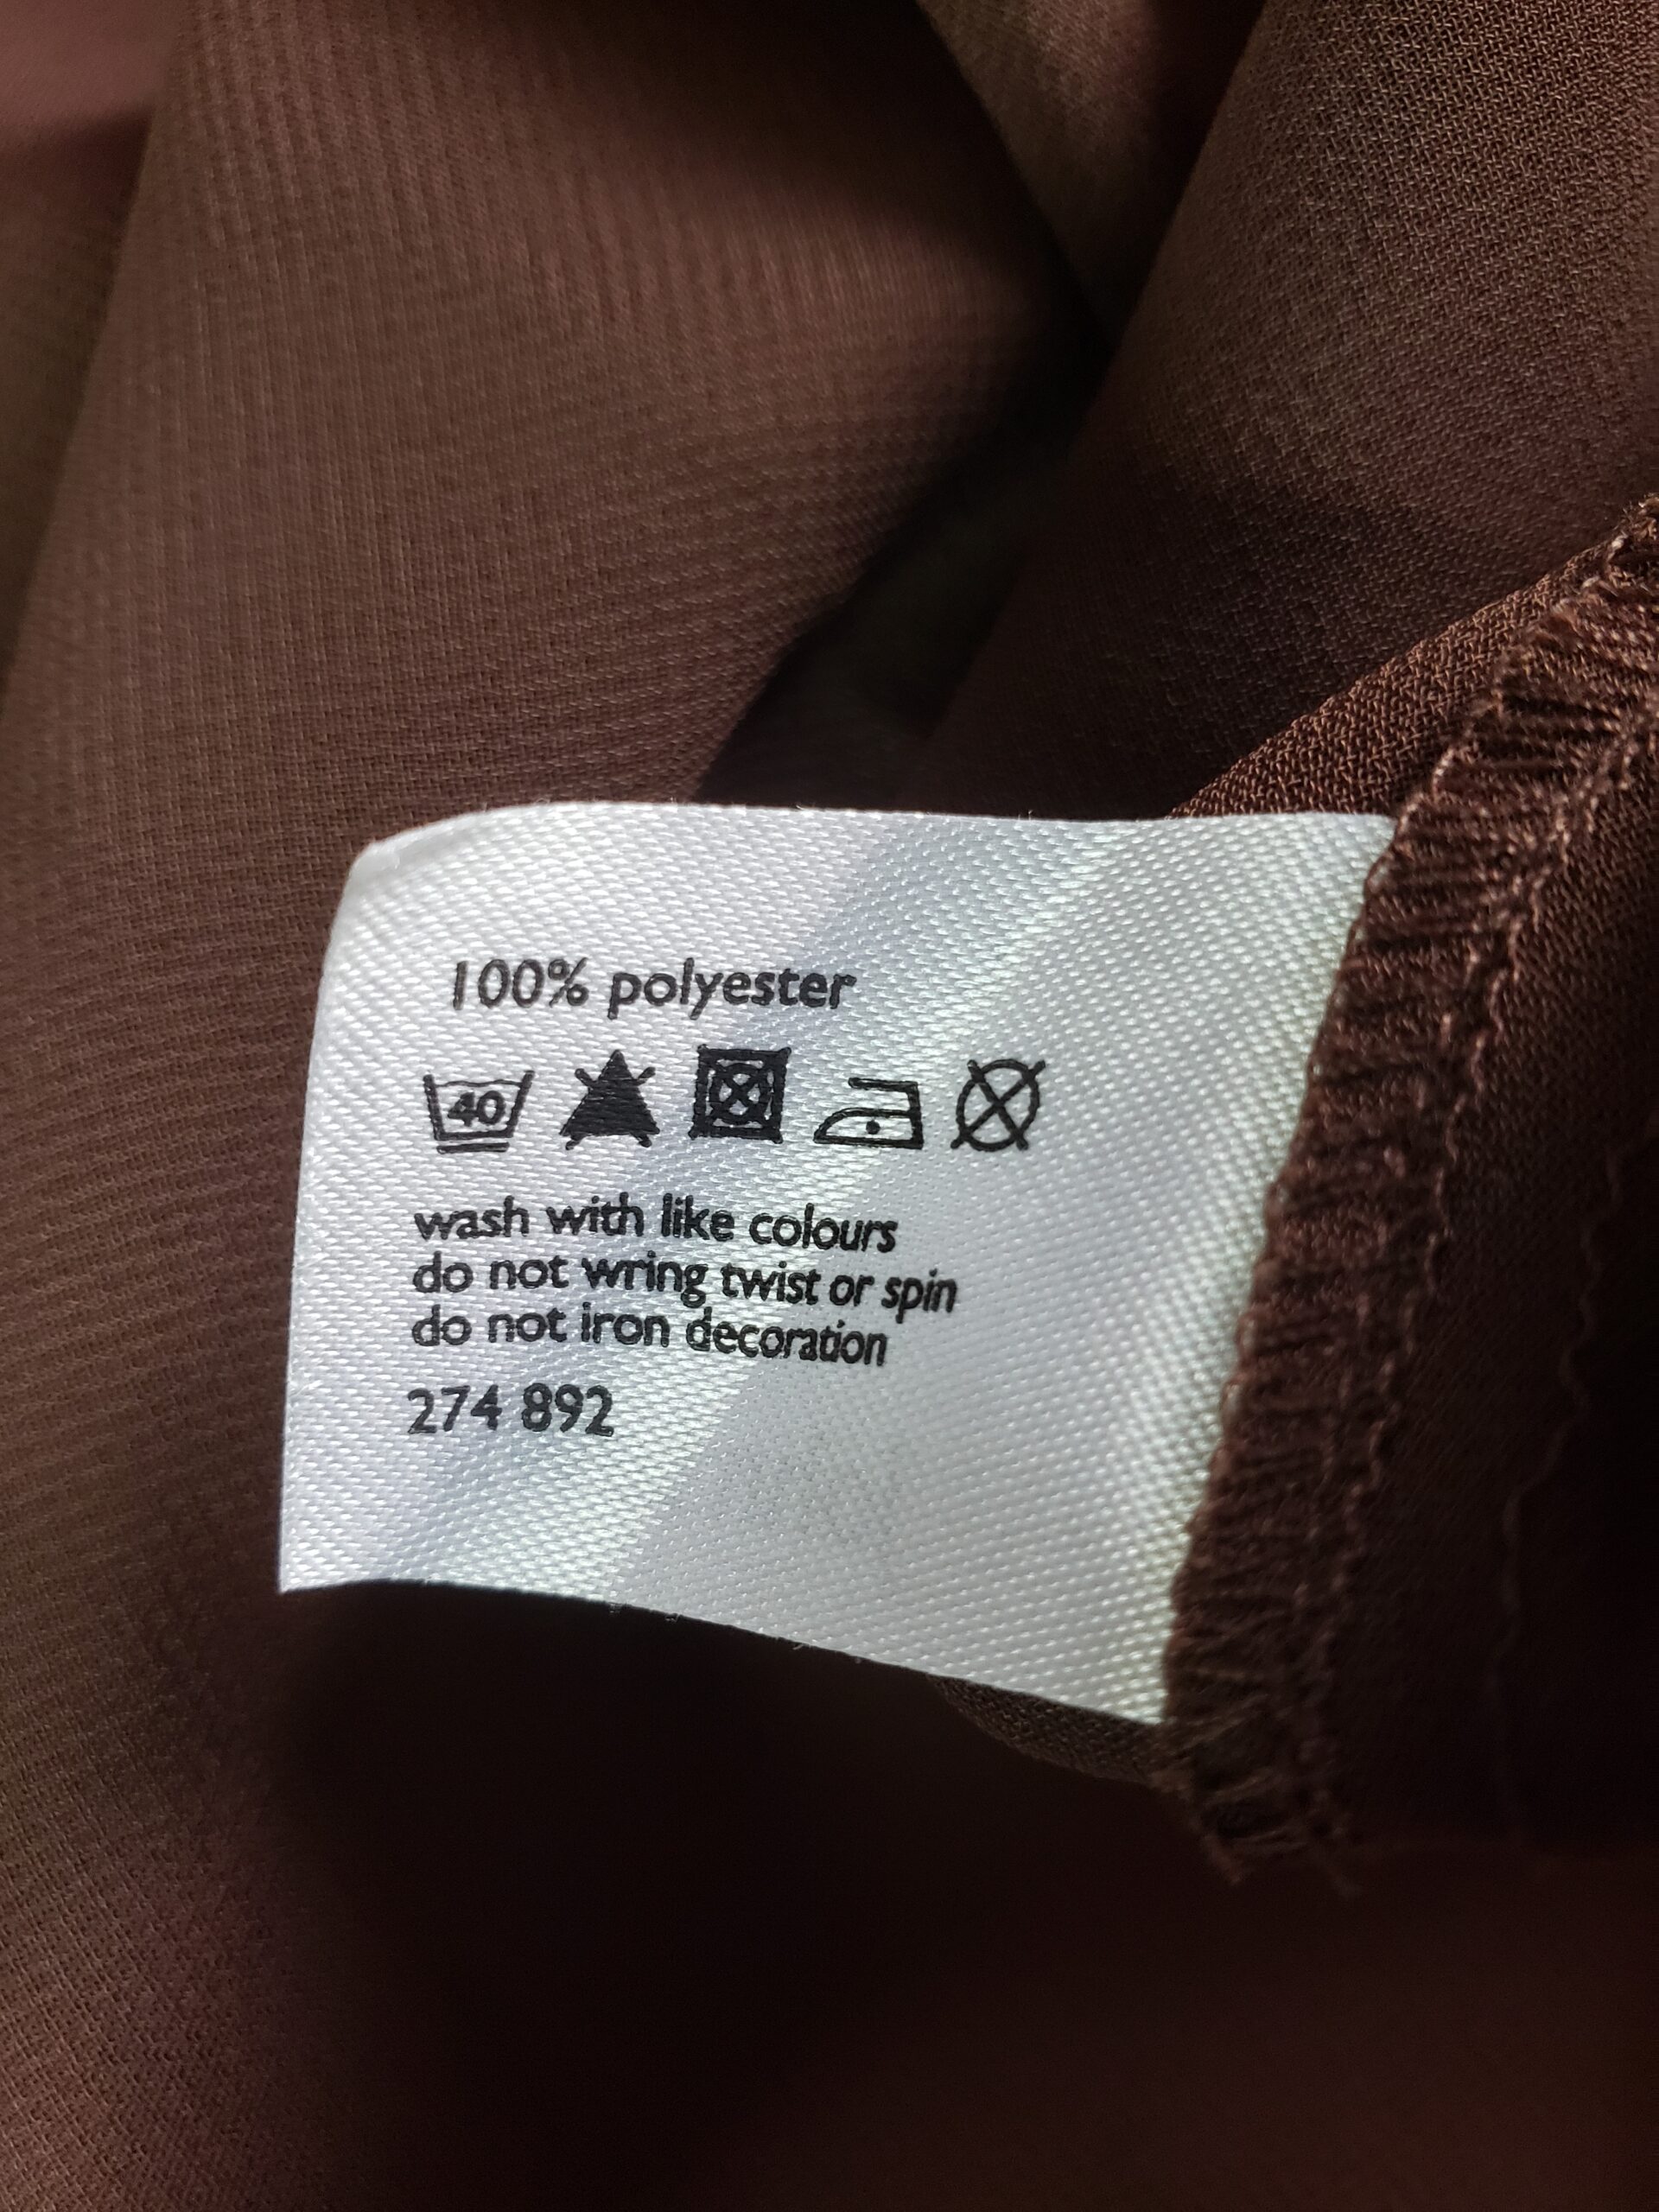 100% polyester
40
wash with like colours
do not wring twist or spin
do not iron decoration
274 892